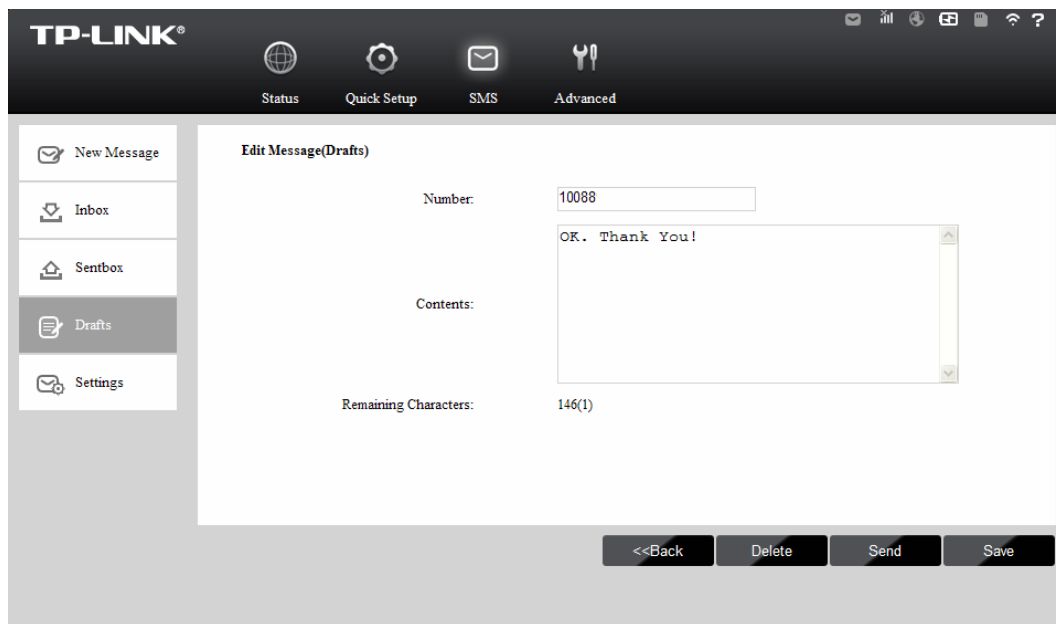 TP-LINK®
?
Status
Quick Setup
SMS
Advanced
New Message
Inbox
Sentbox
Drafts
Settings
Edit Message(Drafts)
Number: 10088
Contents: OK. Thank You!
Remaining Characters: 146(1)
<<Back
Delete
Send
Save